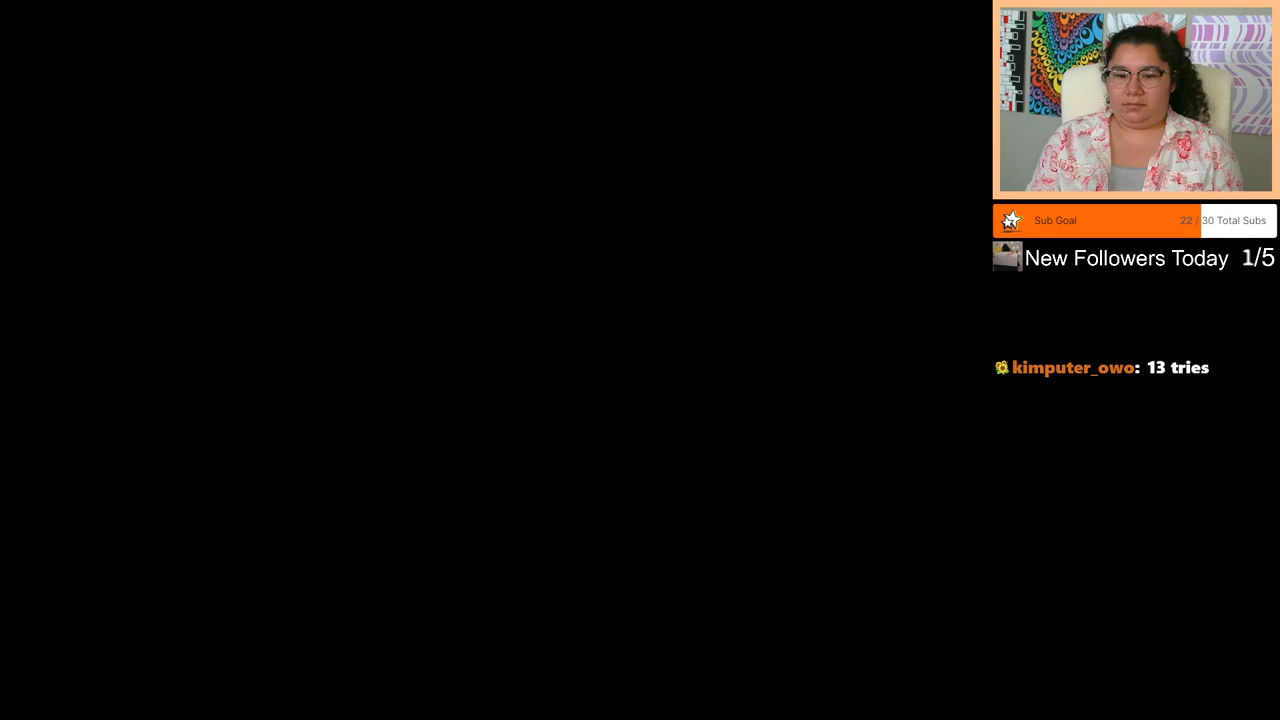 Sub Goal 22 / 30 Total Subs
New Followers Today 1/5
kimputer_owo: 13 tries